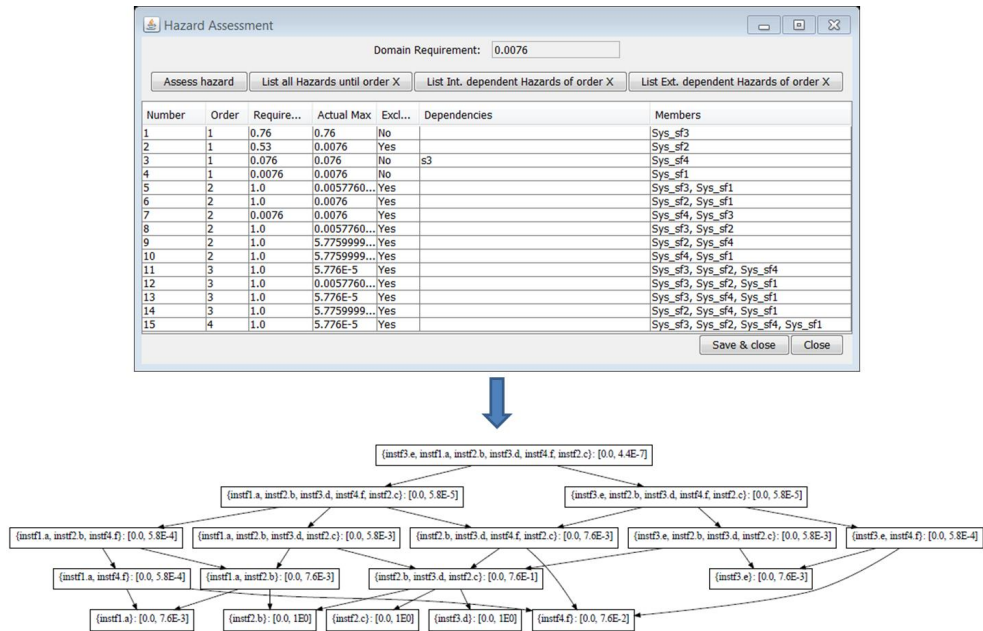 Hazard Assessment
Domain Requirement: 0.0076
Assess hazard List all Hazards until order X List Int. dependent Hazards of order X List Ext. dependent Hazards of order X
Number Order Require... Actual Max Excl... Dependencies Members
1 1 0.76 0.76 No Sys_sf3
2 1 0.53 0.0076 Yes Sys_sf2
3 1 0.076 0.076 No s3 Sys_sf4
4 1 0.0076 0.0076 No Sys_sf1
5 2 1.0 0.0057760... Yes Sys_sf3, Sys_sf1
6 2 1.0 0.0076 Yes Sys_sf2, Sys_sf1
7 2 0.0076 0.0076 Yes Sys_sf4, Sys_sf3
8 2 1.0 0.0057760... Yes Sys_sf3, Sys_sf2
9 2 1.0 5.7759999... Yes Sys_sf2, Sys_sf4
10 2 1.0 5.7759999... Yes Sys_sf4, Sys_sf1
11 3 1.0 5.776E-5 Yes Sys_sf3, Sys_sf2, Sys_sf4
12 3 1.0 0.0057760... Yes Sys_sf3, Sys_sf2, Sys_sf1
13 3 1.0 5.776E-5 Yes Sys_sf3, Sys_sf4, Sys_sf1
14 3 1.0 5.7759999... Yes Sys_sf2, Sys_sf4, Sys_sf1
15 4 1.0 5.776E-5 Yes Sys_sf3, Sys_sf2, Sys_sf4, Sys_sf1
Save & close Close
{instf3.e, instf1.a, instf2.b, instf3.d, instf4.f, instf2.c}: [0.0, 4.4E-7]
{instf1.a, instf2.b, instf3.d, instf4.f, instf2.c}: [0.0, 5.8E-5] {instf3.e, instf2.b, instf3.d, instf4.f, instf2.c}: [0.0, 5.8E-5]
{instf1.a, instf2.b, instf4.f}: [0.0, 5.8E-4] {instf1.a, instf2.b, instf3.d, instf2.c}: [0.0, 5.8E-3] {instf2.b, instf3.d, instf4.f, instf2.c}: [0.0, 7.6E-3] {instf3.e, instf2.b, instf3.d, instf2.c}: [0.0, 5.8E-3] {instf3.e, instf4.f}: [0.0, 5.8E-4]
{instf1.a, instf4.f}: [0.0, 5.8E-4] {instf1.a, instf2.b}: [0.0, 7.6E-3] {instf2.b, instf3.d, instf2.c}: [0.0, 7.6E-1] {instf3.e}: [0.0, 7.6E-3]
{instf1.a}: [0.0, 7.6E-3] {instf2.b}: [0.0, 1E0] {instf2.c}: [0.0, 1E0] {instf3.d}: [0.0, 1E0] {instf4.f}: [0.0, 7.6E-2]